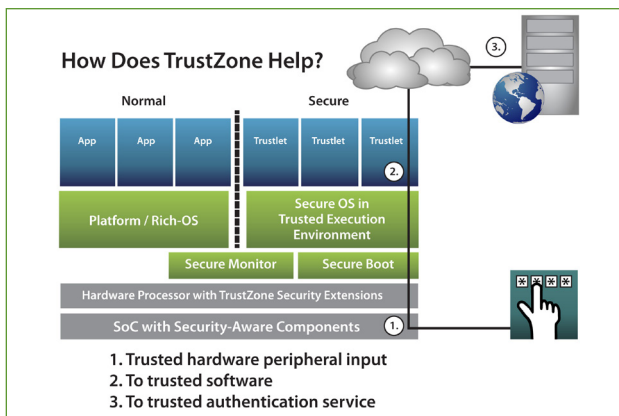 How Does TrustZone Help?
3.
Normal
Secure
App
App
App
Trustlet
Trustlet
Trustlet
2.
Platform / Rich-OS
Secure OS in
Trusted Execution
Environment
Secure Monitor
Secure Boot
Hardware Processor with TrustZone Security Extensions
SoC with Security-Aware Components
1.
* * * *
1. Trusted hardware peripheral input
2. To trusted software
3. To trusted authentication service